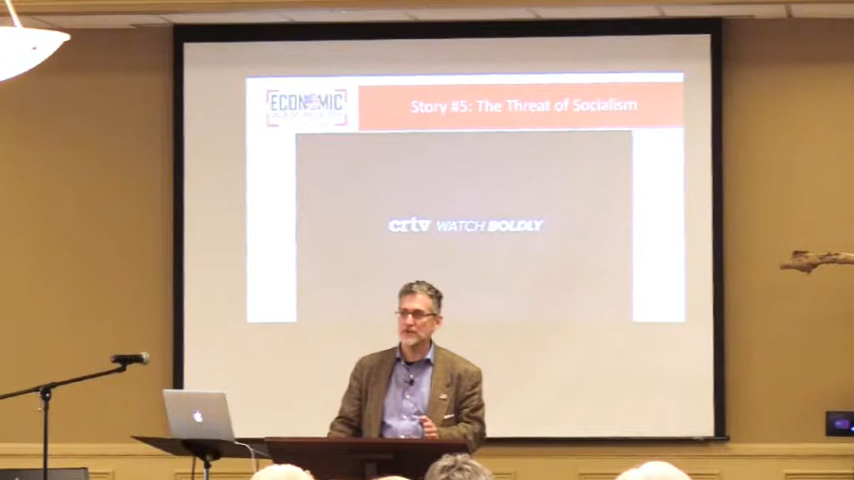 ECONOMIC
Story #5: The Threat of Socialism
crtv WATCH BOLDLY